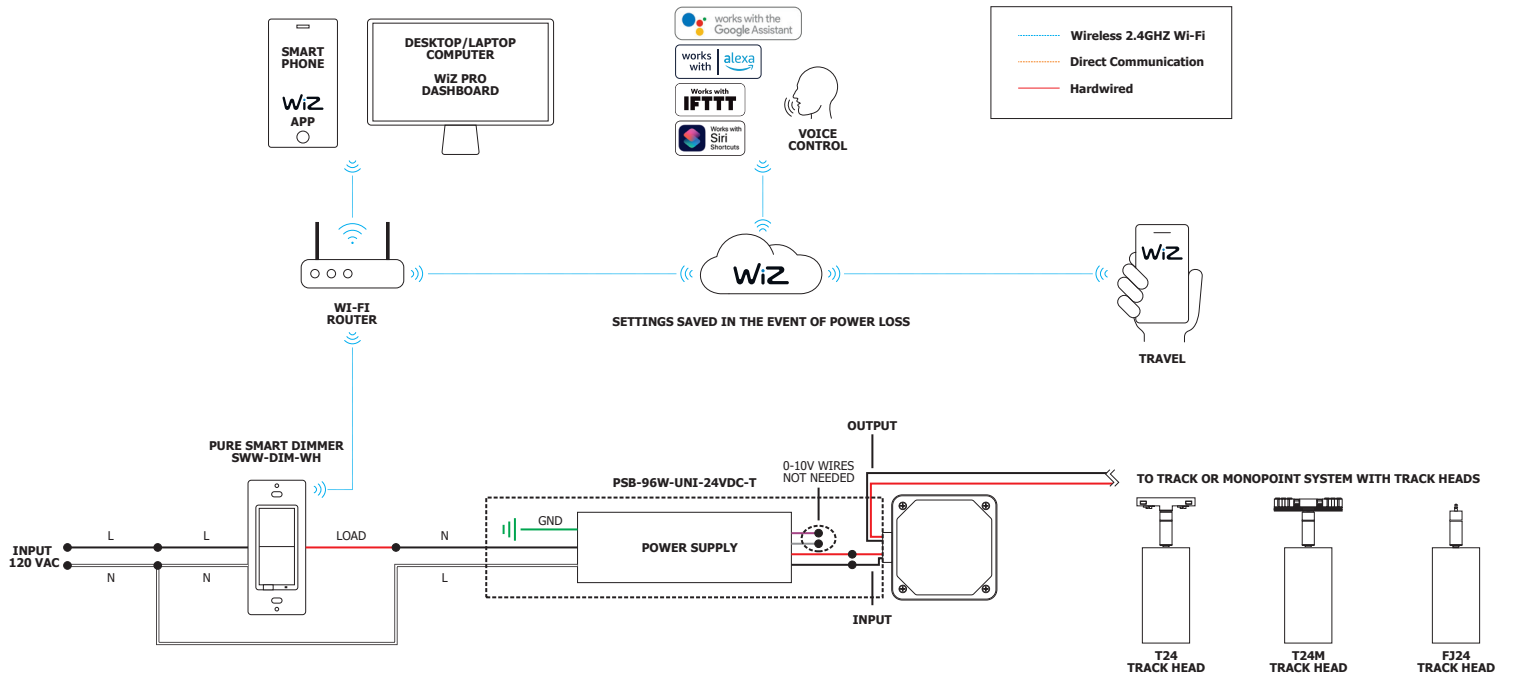 SMART
PHONE
WiZ
APP
DESKTOP/LAPTOP
COMPUTER
WiZ PRO
DASHBOARD
works with the
Google Assistant
works
with
alexa
Works with
IFTTT
Works with
Siri
Shortcuts
VOICE
CONTROL
Wireless 2.4GHZ Wi-Fi
Direct Communication
Hardwired
WI-FI
ROUTER
WiZ
SETTINGS SAVED IN THE EVENT OF POWER LOSS
WiZ
TRAVEL
PURE SMART DIMMER
SWW-DIM-WH
INPUT
120 VAC
L
L
N
N
LOAD
N
L
PSB-96W-UNI-24VDC-T
GND
POWER SUPPLY
0-10V WIRES
NOT NEEDED
OUTPUT
INPUT
TO TRACK OR MONOPOINT SYSTEM WITH TRACK HEADS
T24
TRACK HEAD
T24M
TRACK HEAD
FJ24
TRACK HEAD